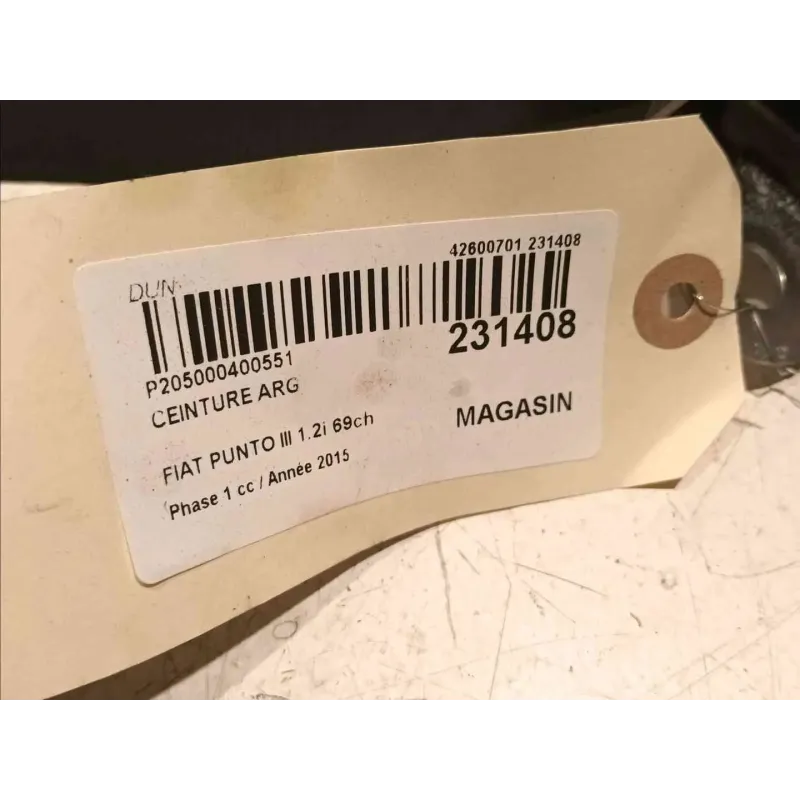 DUN
42600701 231408
P205000400551
231408
CEINTURE ARG
MAGASIN
FIAT PUNTO III 1.2i 69ch
Phase 1 cc / Année 2015